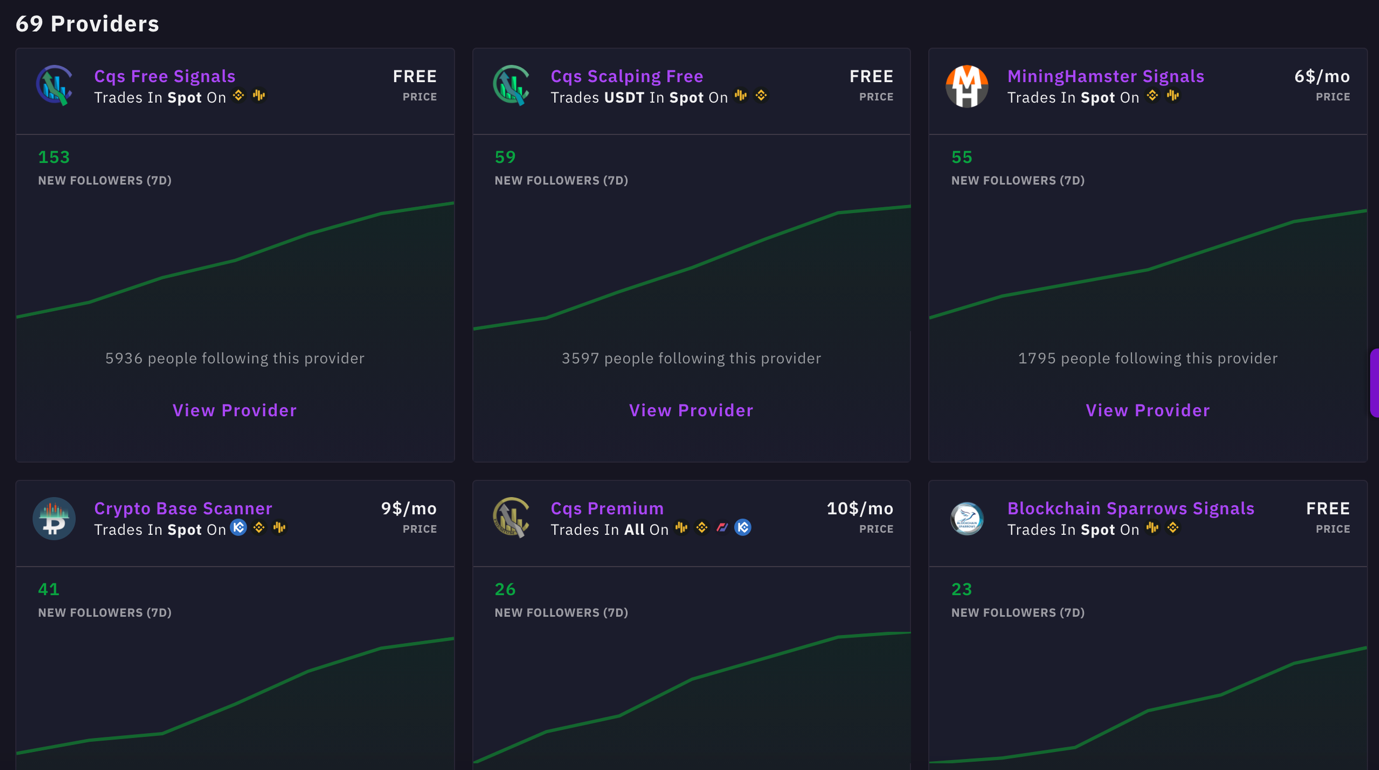 69 Providers
Cqs Free Signals
FREE
Trades In Spot On
PRICE
153
NEW FOLLOWERS (7D)
5936 people following this provider
View Provider
Cqs Scalping Free
FREE
Trades USDT In Spot On
PRICE
59
NEW FOLLOWERS (7D)
3597 people following this provider
View Provider
MiningHamster Signals
6$/mo
Trades In Spot On
PRICE
55
NEW FOLLOWERS (7D)
1795 people following this provider
View Provider
Crypto Base Scanner
9$/mo
Trades In Spot On
PRICE
41
NEW FOLLOWERS (7D)
Cqs Premium
10$/mo
Trades In All On
PRICE
26
NEW FOLLOWERS (7D)
Blockchain Sparrows Signals
FREE
Trades In Spot On
PRICE
23
NEW FOLLOWERS (7D)